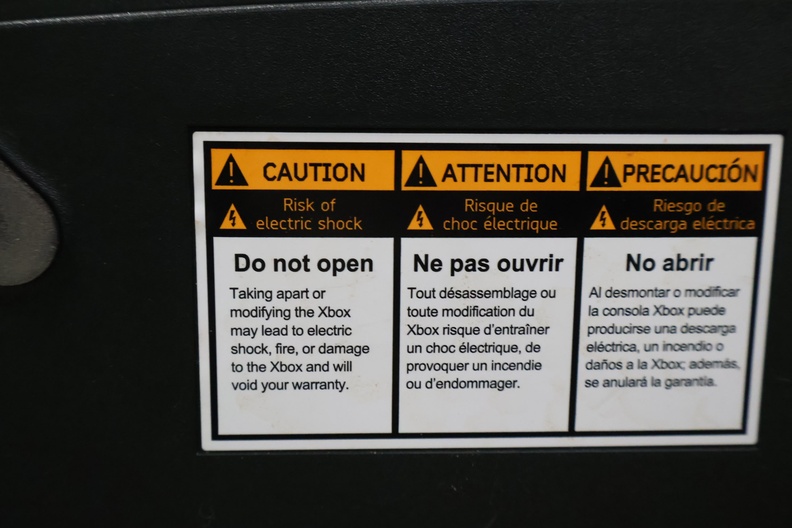 CAUTION
Risk of
electric shock
Do not open
Taking apart or
modifying the Xbox
may lead to electric
shock, fire, or damage
to the Xbox and will
void your warranty.
ATTENTION
Risque de
choc électrique
Ne pas ouvrir
Tout désassemblage ou
toute modification du
Xbox risque d'entraîner
un choc électrique, de
provoquer un incendie
ou d'endommager.
PRECAUCIÓN
Riesgo de
descarga eléctrica
No abrir
Al desmontar o modificar
la consola Xbox puede
producirse una descarga
eléctrica, un incendio o
daños a la Xbox; además,
se anulará la garantía.